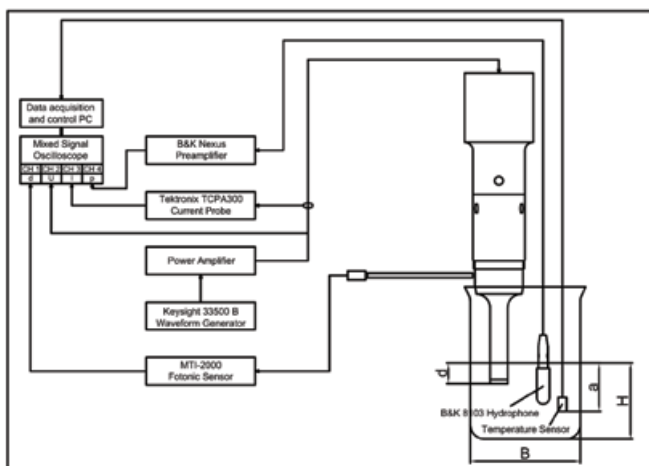 Data acquisition
and control PC
Mixed Signal
Oscilloscope
CH 1 CH 2 CH 3 CH 4
d U I p
B&K Nexus
Preamplifier
Tektronix TCPA300
Current Probe
Power Amplifier
Keysight 33500 B
Waveform Generator
MTI-2000
Fotonic Sensor
d
a
H
B&K 8103 Hydrophone
Temperature Sensor
B